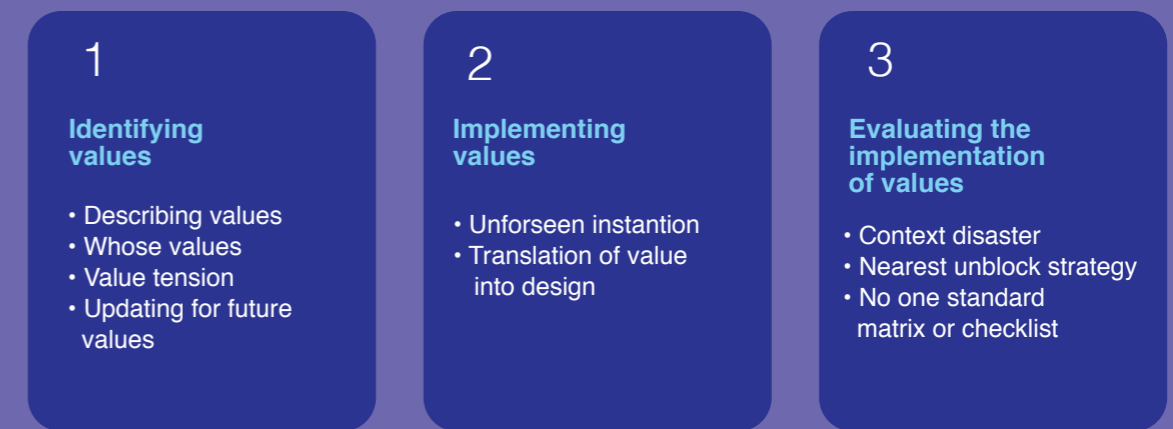 1
Identifying
values
• Describing values
• Whose values
• Value tension
• Updating for future
values
2
Implementing
values
• Unforseen instantion
• Translation of value
into design
3
Evaluating the
implementation
of values
• Context disaster
• Nearest unblock strategy
• No one standard
matrix or checklist